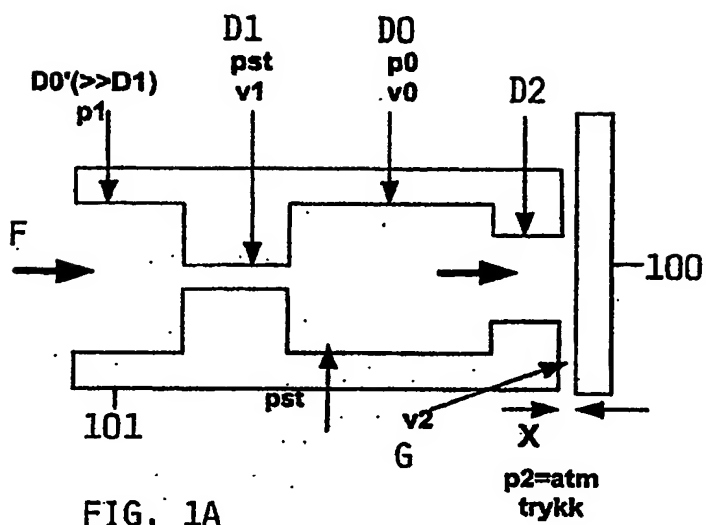 D1
pst
v1
D0
p0
v0
D2
D0'(>>D1)
p1
F
100
101
pst
v2
G
X
p2=atm
trykk
FIG. 1A